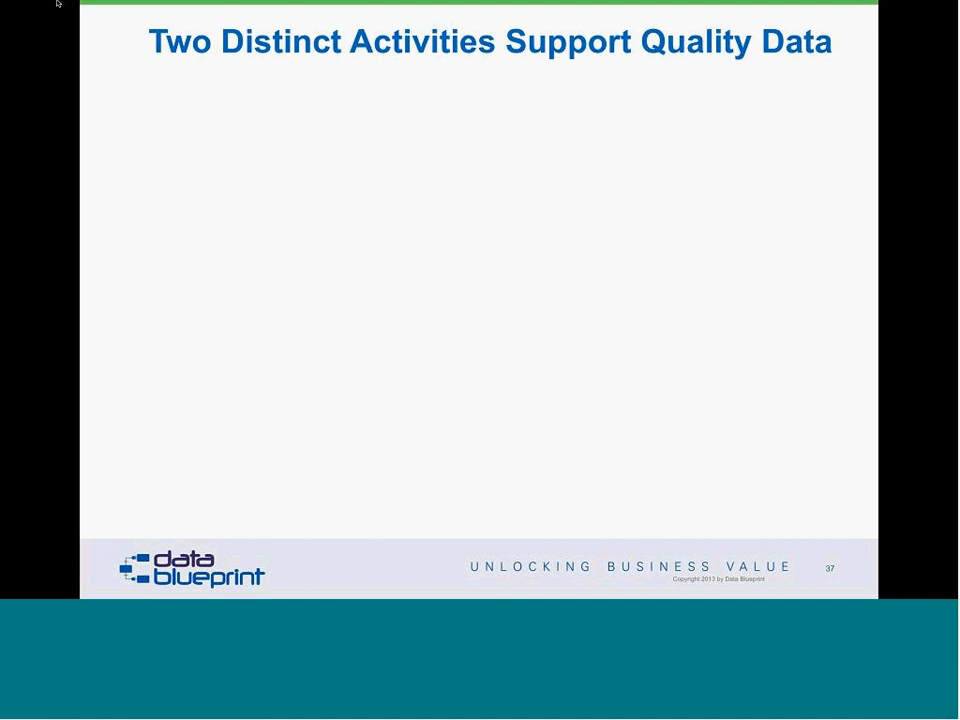 Two Distinct Activities Support Quality Data
data
blueprint
UNLOCKING BUSINESS VALUE
37
Copyright 2013 by Data Blueprint